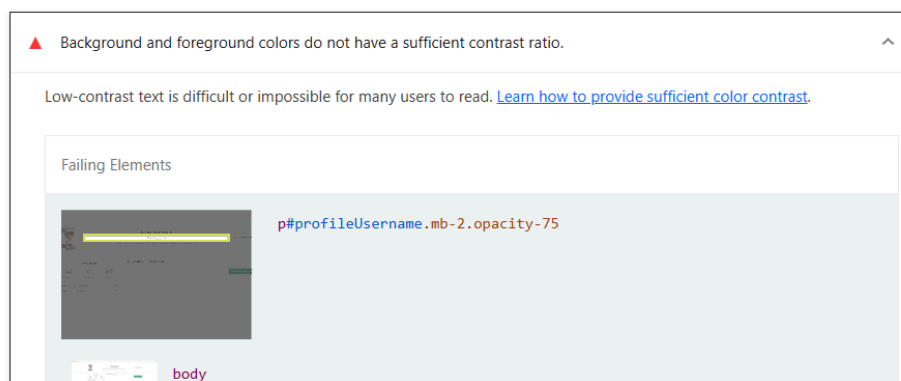 Background and foreground colors do not have a sufficient contrast ratio.
Low-contrast text is difficult or impossible for many users to read. Learn how to provide sufficient color contrast.
Failing Elements
p#profileUsername.mb-2.opacity-75
body